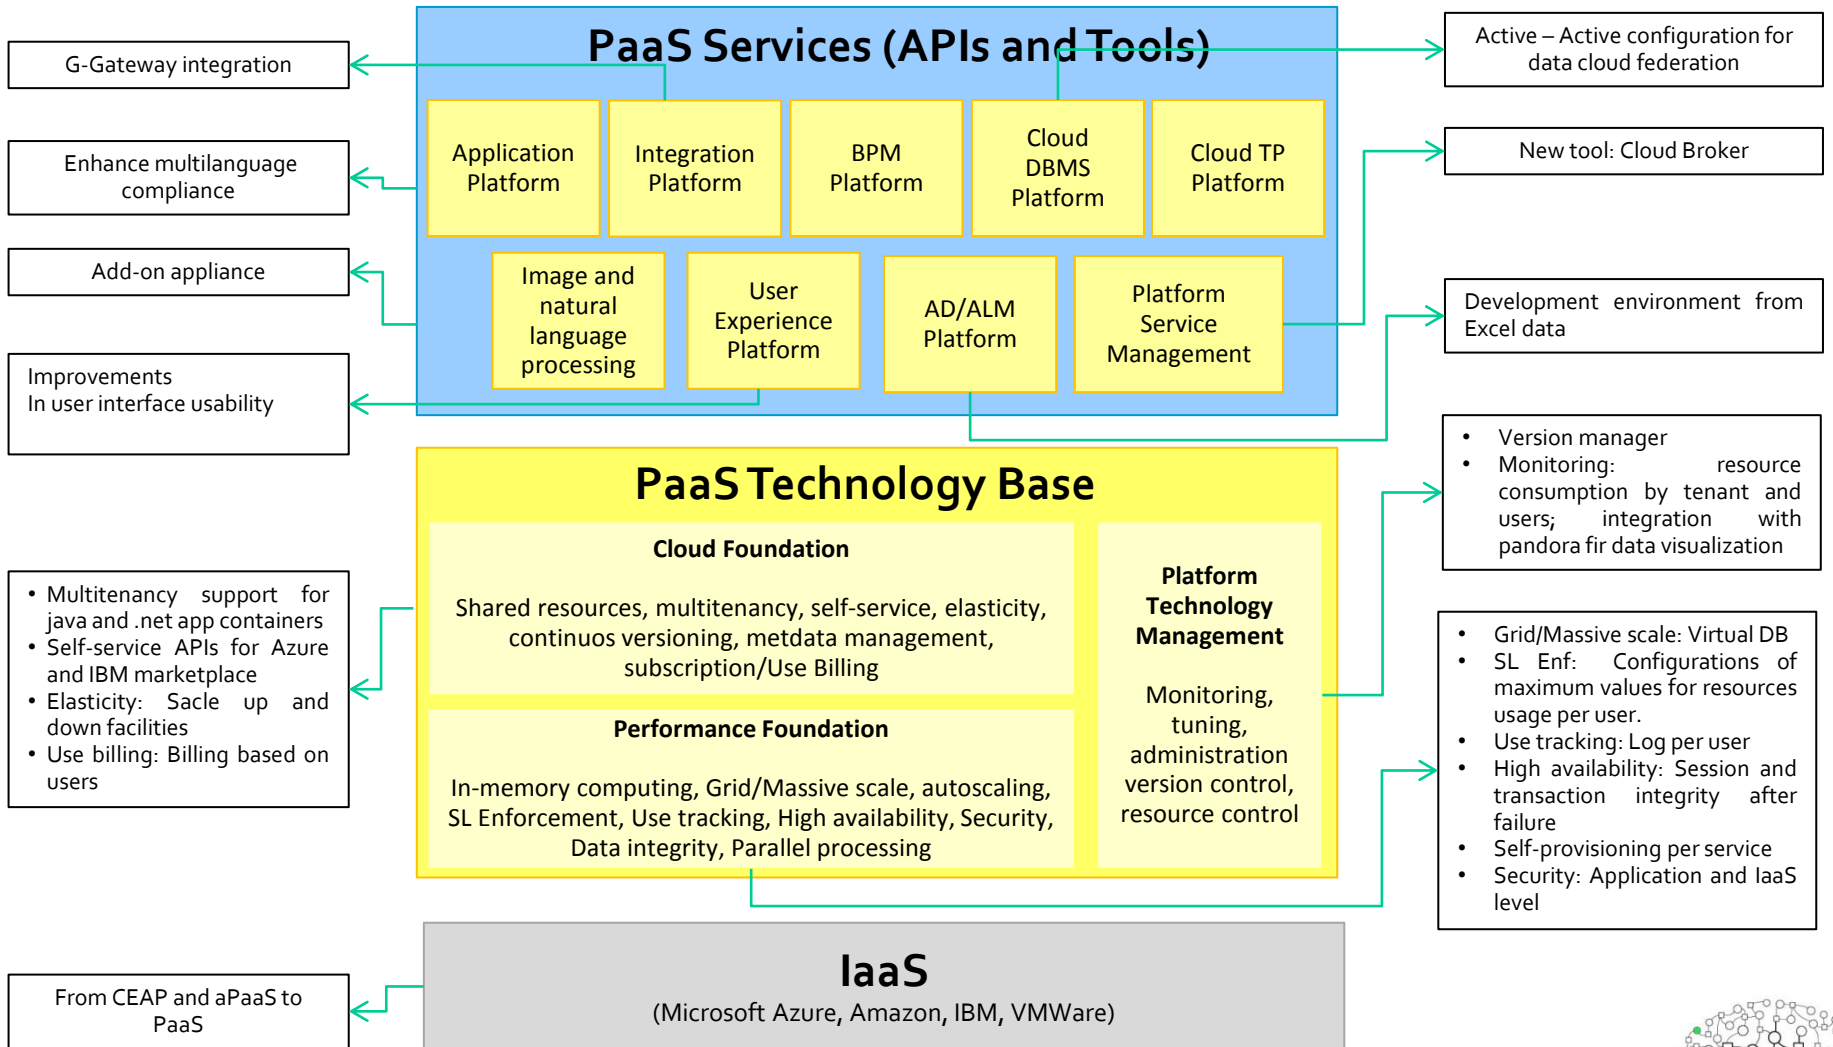 PaaS Services (APIs and Tools)
G-Gateway integration
Active – Active configuration for
data cloud federation
Enhance multilanguage
compliance
New tool: Cloud Broker
Application
Platform
Integration
Platform
BPM
Platform
Cloud
DBMS
Platform
Cloud TP
Platform
Add-on appliance
Image and
natural
language
processing
User
Experience
Platform
AD/ALM
Platform
Platform
Service
Management
Development environment from
Excel data
Improvements
In user interface usability
PaaS Technology Base
• Version manager
• Monitoring: resource
consumption by tenant and
users; integration with
pandora fir data visualization
Cloud Foundation
Shared resources, multitenancy, self-service, elasticity,
continuos versioning, metdata management,
subscription/Use Billing
Platform
Technology
Management
Monitoring,
tuning,
administration
version control,
resource control
• Multitenancy support for
java and .net app containers
• Self-service APIs for Azure
and IBM marketplace
• Elasticity: Sacle up and
down facilities
• Use billing: Billing based on
users
Performance Foundation
In-memory computing, Grid/Massive scale, autoscaling,
SL Enforcement, Use tracking, High availability, Security,
Data integrity, Parallel processing
• Grid/Massive scale: Virtual DB
• SL Enf: Configurations of
maximum values for resources
usage per user.
• Use tracking: Log per user
• High availability: Session and
transaction integrity after
failure
• Self-provisioning per service
• Security: Application and IaaS
level
IaaS
(Microsoft Azure, Amazon, IBM, VMWare)
From CEAP and aPaaS to
PaaS